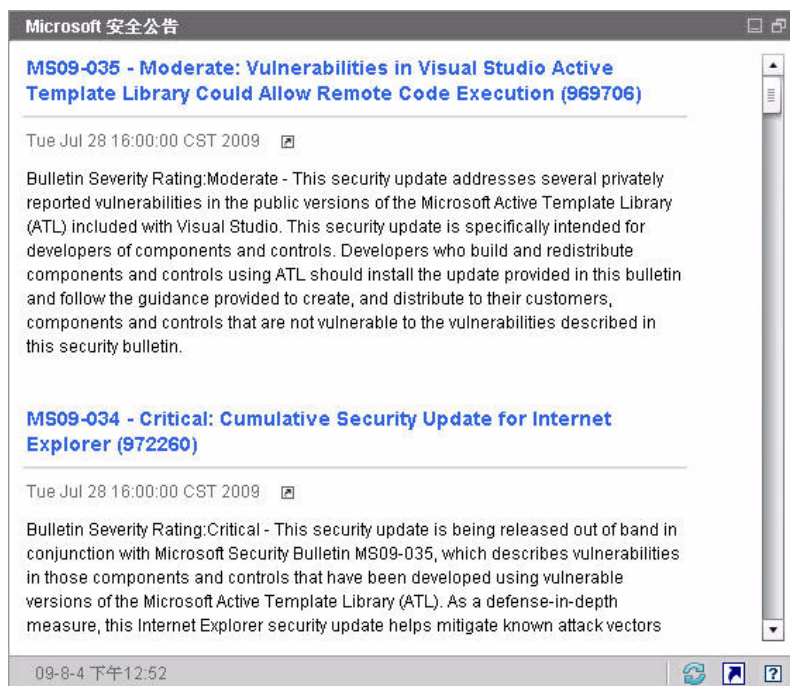 Microsoft 安全公告
MS09-035 - Moderate: Vulnerabilities in Visual Studio Active
Template Library Could Allow Remote Code Execution (969706)
Tue Jul 28 16:00:00 CST 2009
Bulletin Severity Rating:Moderate - This security update addresses several privately
reported vulnerabilities in the public versions of the Microsoft Active Template Library
(ATL) included with Visual Studio. This security update is specifically intended for
developers of components and controls. Developers who build and redistribute
components and controls using ATL should install the update provided in this bulletin
and follow the guidance provided to create, and distribute to their customers,
components and controls that are not vulnerable to the vulnerabilities described in
this security bulletin.
MS09-034 - Critical: Cumulative Security Update for Internet
Explorer (972260)
Tue Jul 28 16:00:00 CST 2009
Bulletin Severity Rating:Critical - This security update is being released out of band in
conjunction with Microsoft Security Bulletin MS09-035, which describes vulnerabilities
in those components and controls that have been developed using vulnerable
versions of the Microsoft Active Template Library (ATL). As a defense-in-depth
measure, this Internet Explorer security update helps mitigate known attack vectors
09-8-4 下午12:52